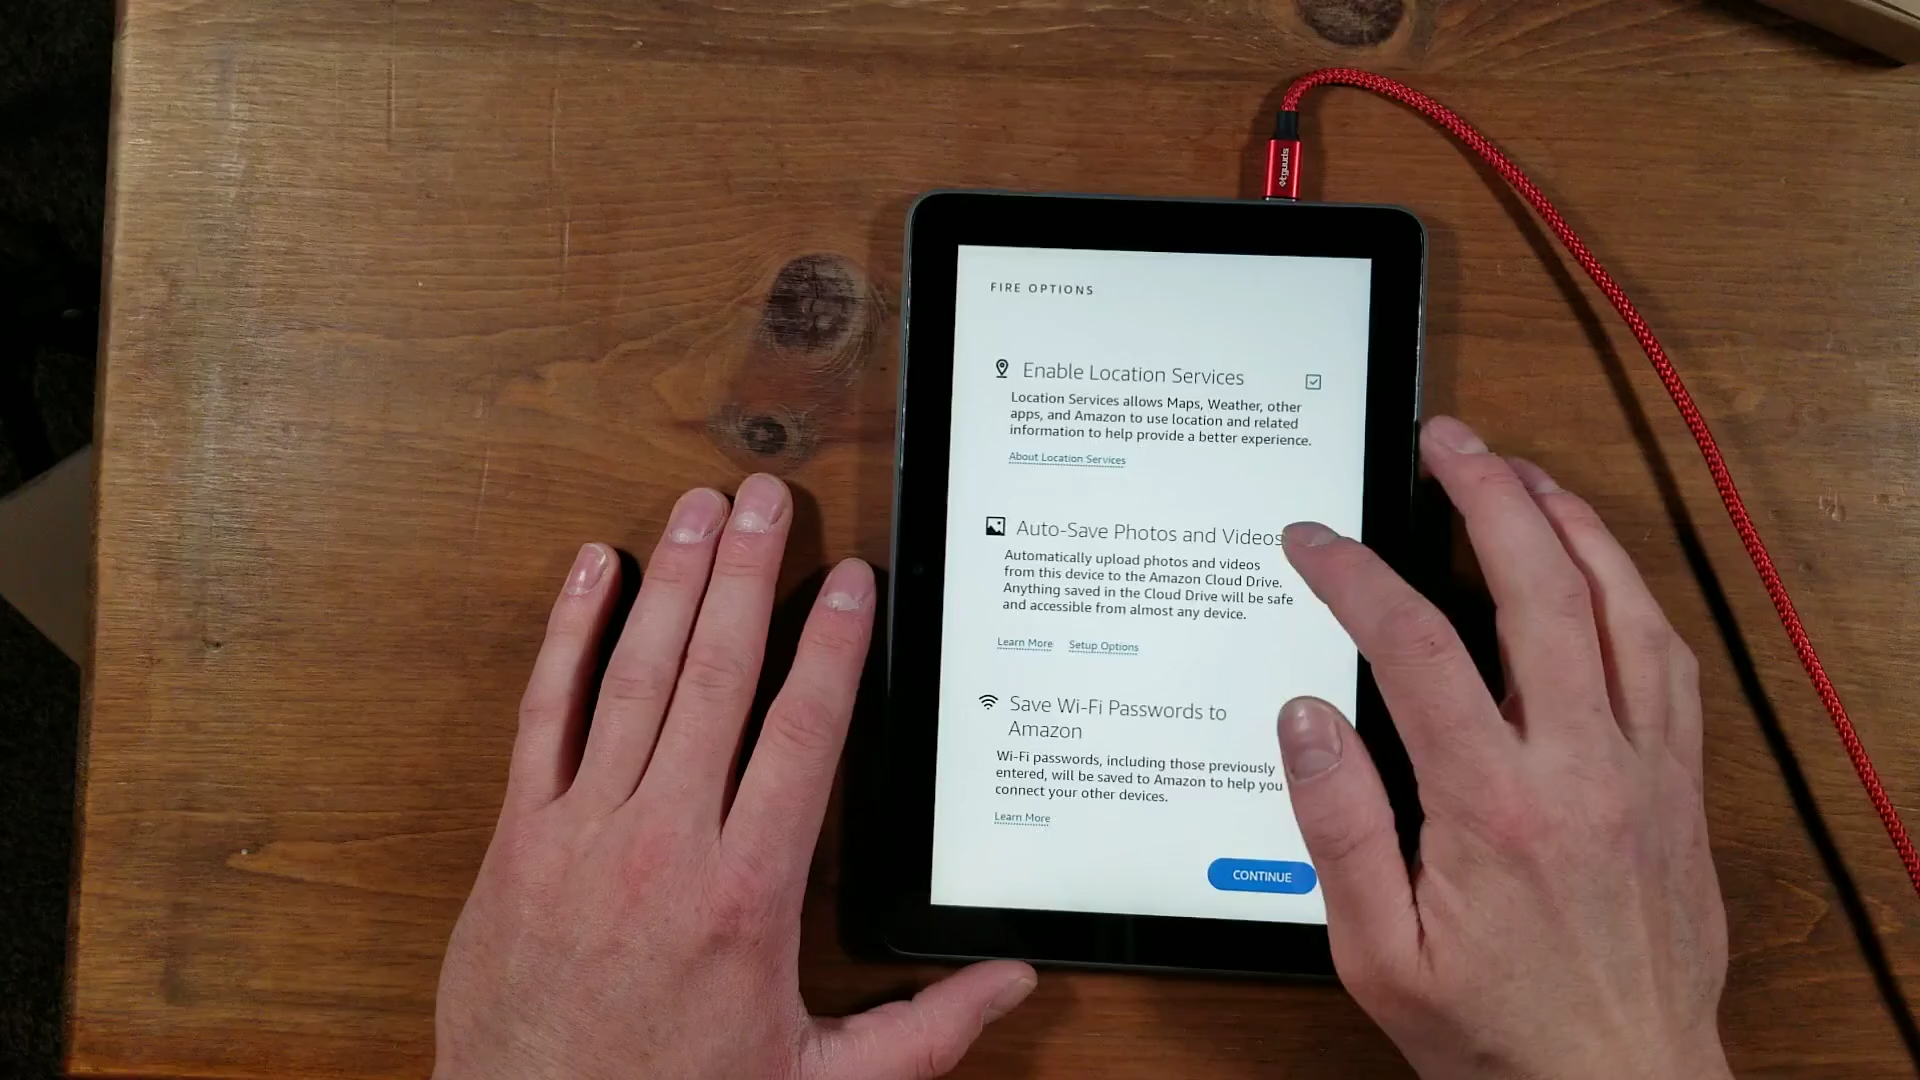 tguuds
FIRE OPTIONS
Enable Location Services
Location Services allows Maps, Weather, other
apps, and Amazon to use location and related
information to help provide a better experience.
About Location Services
Auto-Save Photos and Videos
Automatically upload photos and videos
from this device to the Amazon Cloud Drive.
Anything saved in the Cloud Drive will be safe
and accessible from almost any device.
Learn More Setup Options
Save Wi-Fi Passwords to
Amazon
Wi-Fi passwords, including those previously
entered, will be saved to Amazon to help you
connect your other devices.
Learn More
CONTINUE